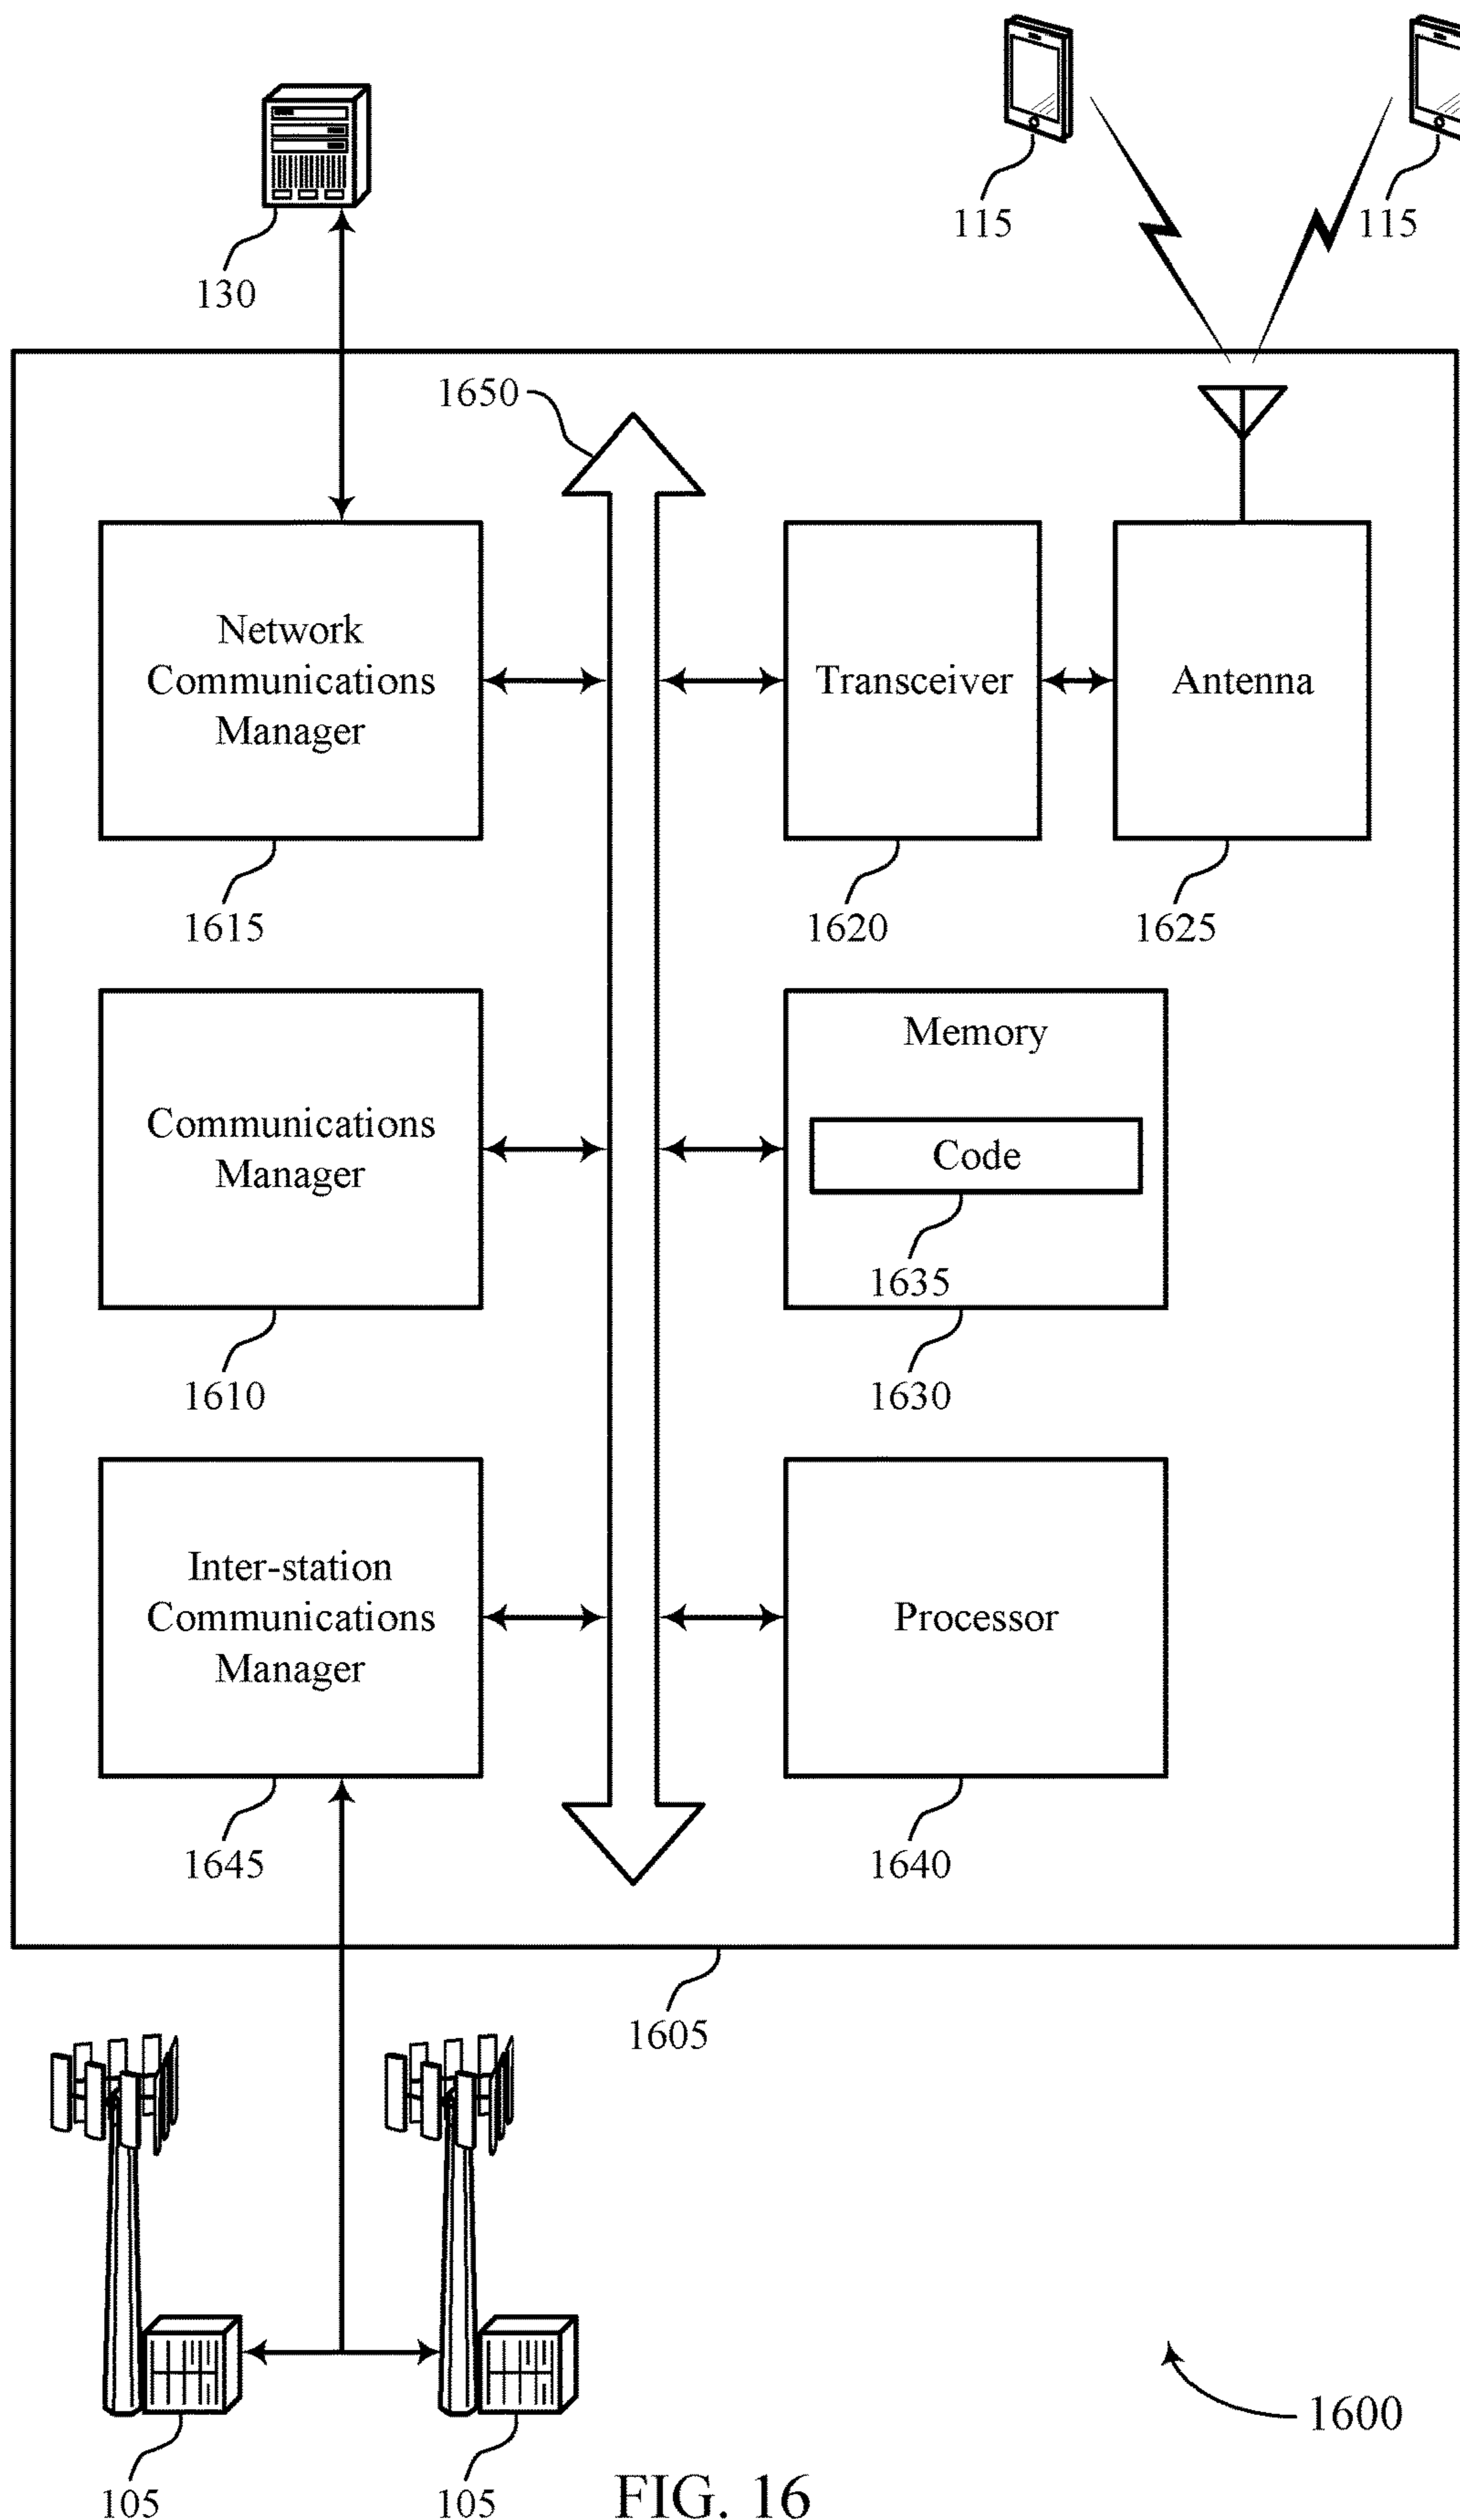 115
115
130
1650
Network
Communications
Manager
Transceiver
Antenna
1615
1620
1625
Communications
Manager
Memory
Code
1635
1610
1630
Inter-station
Communications
Manager
Processor
1645
1640
1605
1600
105
105
FIG. 16